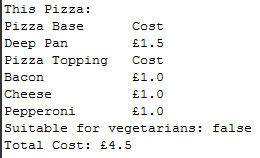 This Pizza:
Pizza Base Cost
Deep Pan £1.5
Pizza Topping Cost
Bacon £1.0
Cheese £1.0
Pepperoni £1.0
Suitable for vegetarians: false
Total Cost: £4.5